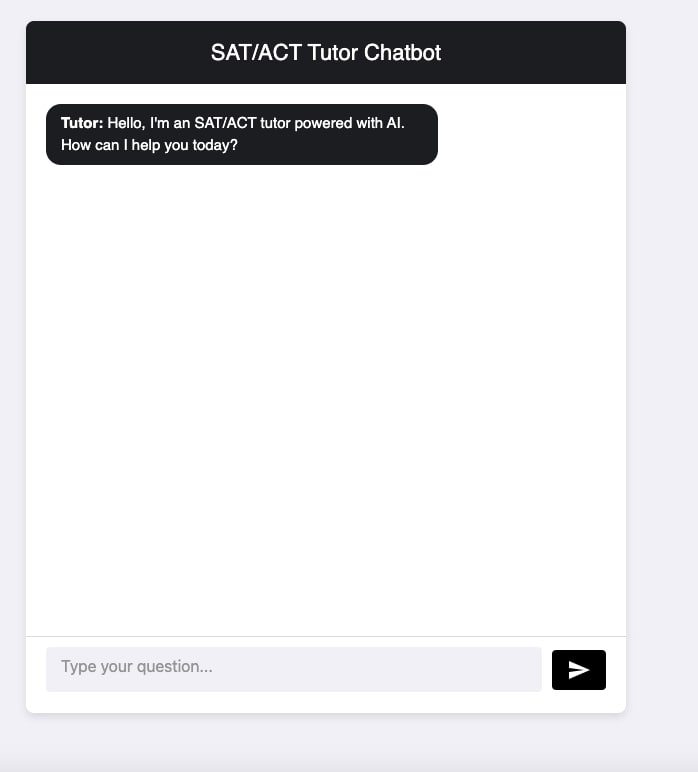 SAT/ACT Tutor Chatbot
Tutor: Hello, I'm an SAT/ACT tutor powered with AI.
How can I help you today?
Type your question...